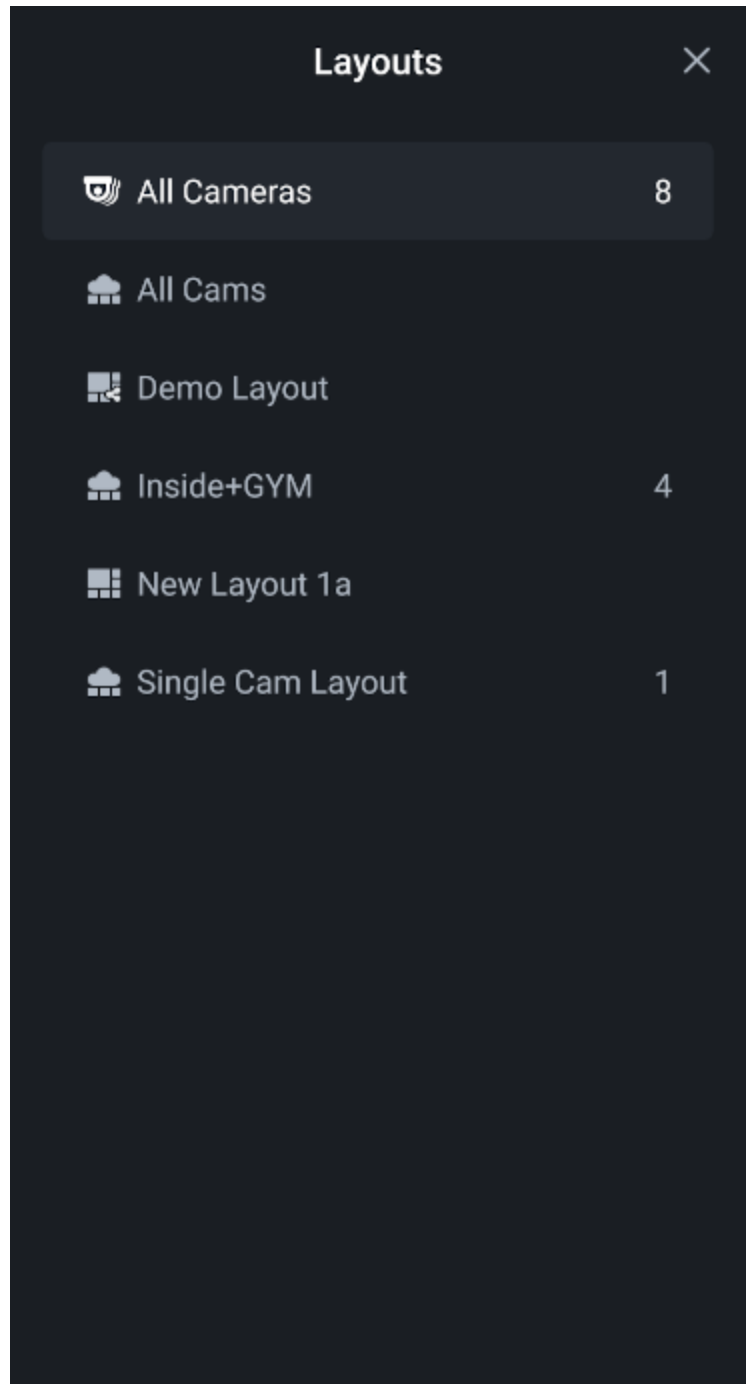 Layouts
All Cameras 8
All Cams
Demo Layout
Inside+GYM 4
New Layout 1a
Single Cam Layout 1